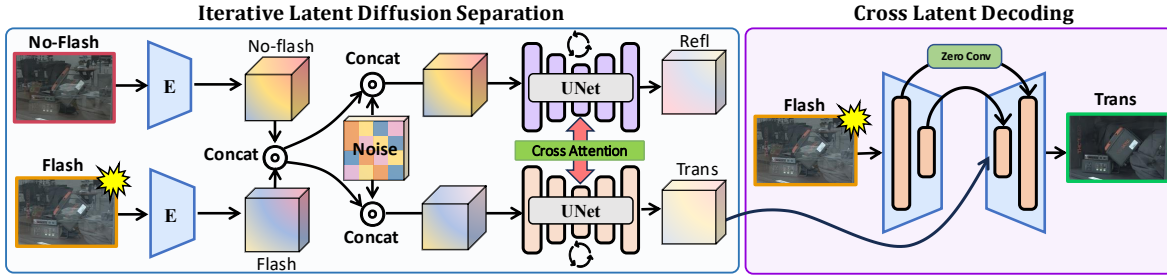 Iterative Latent Diffusion Separation
No-Flash
E
No-flash
Concat
UNet
Refl
Concat
Noise
Cross Attention
Flash
E
Flash
Concat
UNet
Trans
Cross Latent Decoding
Zero Conv
Flash
Trans